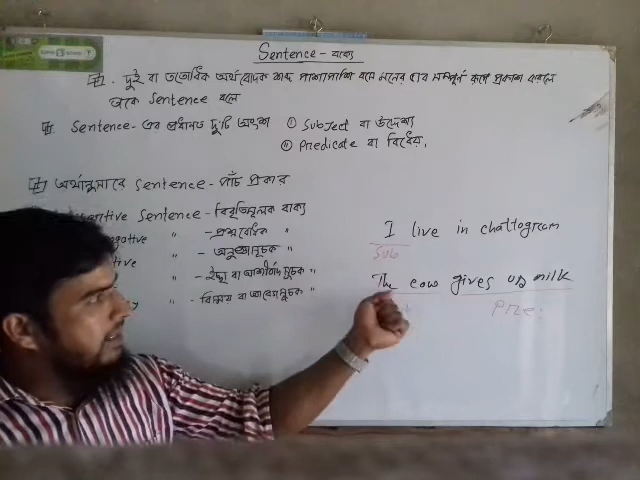 Sentence - বাক্য
দুই বা ততোধিক অর্থবোধক শব্দ পাশাপাশি বসে মনের ভাব সম্পূর্ণ রূপে প্রকাশ করলে
তাকে Sentence বলে
Sentence - এর প্রধানত দু'টি অংশ ① Subject বা উদ্দেশ্য
② Predicate বা বিধেয়,
অর্থানুসারে Sentence - পাঁচ প্রকার
Sentence - বিবৃতিমূলক বাক্য
gative " - প্রশ্নবোধক "
tive " - অনুজ্ঞাসূচক "
" - ইচ্ছা বা আশীর্বাদ সূচক "
" - বিস্ময় বা আবেগসূচক "
I live in chattogram
Sub
The cow gives us milk
Pre: